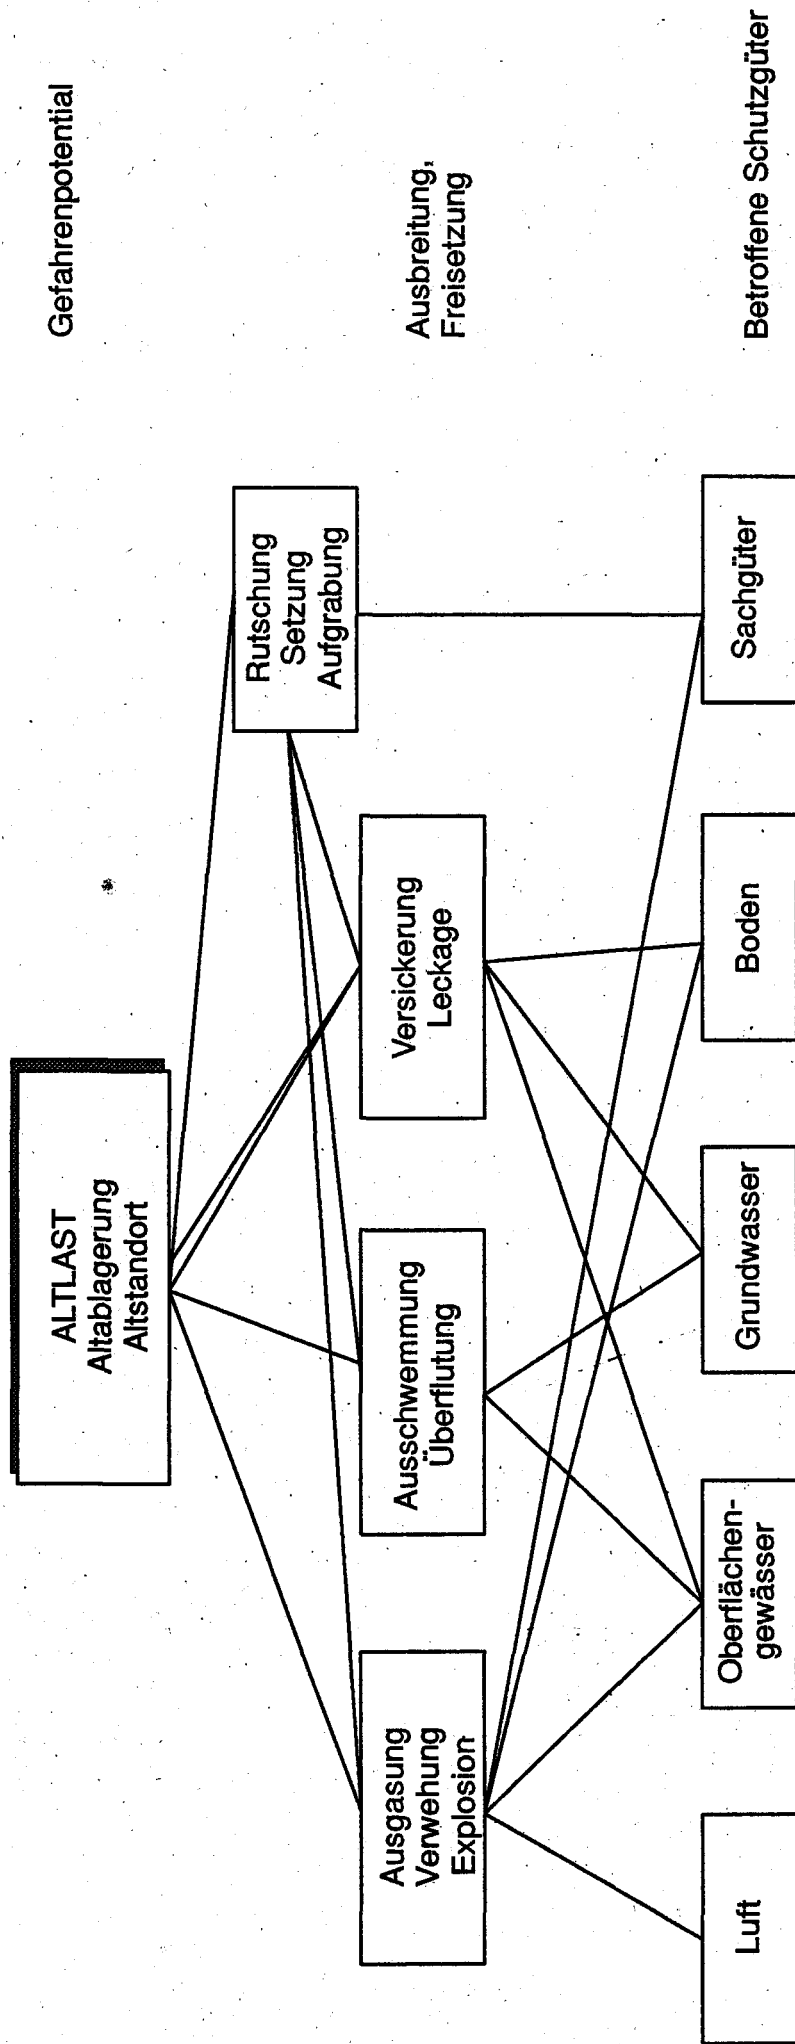 Gefahrenpotential
ALTLAST
Altablagerung
Altstandort
Rutschung
Setzung
Aufgrabung
Ausbreitung,
Freisetzung
Ausgasung
Verwehung
Explosion
Ausschwemmung
Überflutung
Versickerung
Leckage
Betroffene Schutzgüter
Luft
Oberflächen-
gewässer
Grundwasser
Boden
Sachgüter